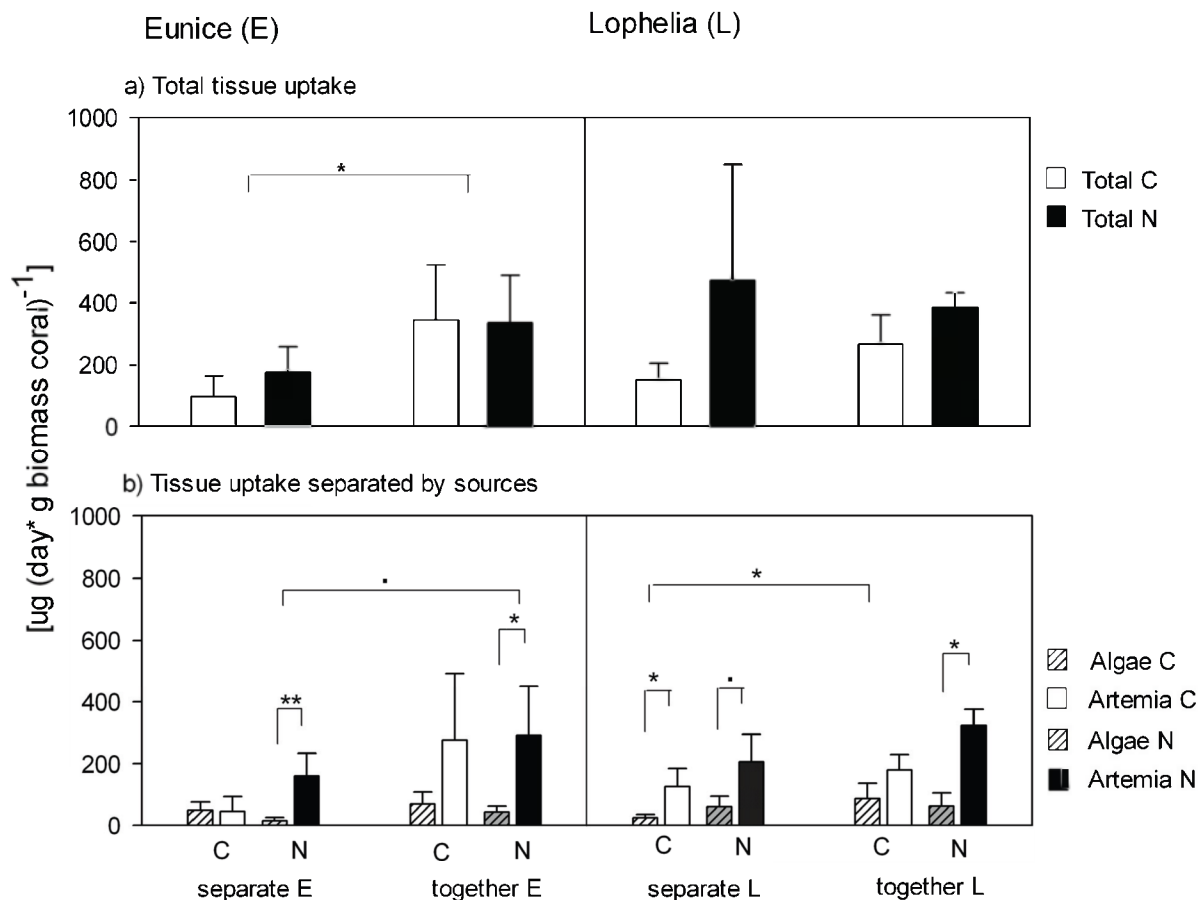 Eunice (E)
Lophelia (L)
a) Total tissue uptake
1000
800
600
400
200
0
*
Total C
Total N
[ug (day* g biomass coral)-1]
b) Tissue uptake separated by sources
1000
800
600
400
200
0
**
.
*
*
.
*
*
Algae C
Artemia C
Algae N
Artemia N
C N C N C N C N
separate E together E separate L together L